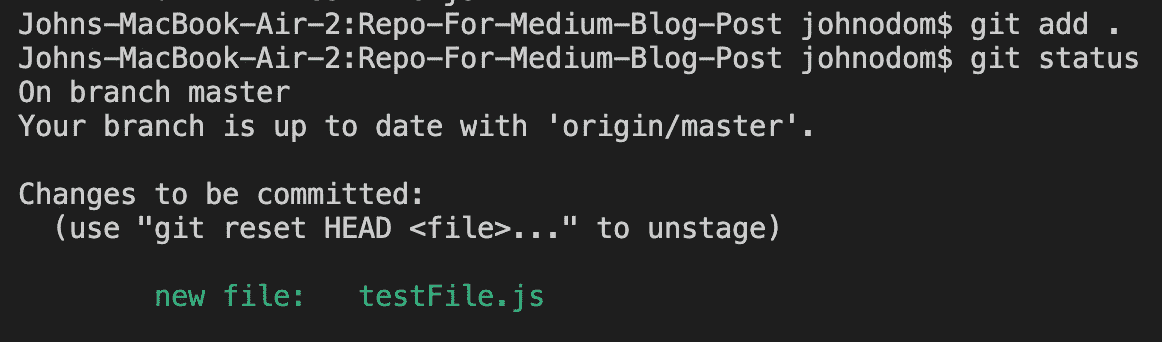 Johns-MacBook-Air-2:Repo-For-Medium-Blog-Post johnodom$ git add .
Johns-MacBook-Air-2:Repo-For-Medium-Blog-Post johnodom$ git status
On branch master
Your branch is up to date with 'origin/master'.

Changes to be committed:
  (use "git reset HEAD <file>..." to unstage)

        new file:   testFile.js